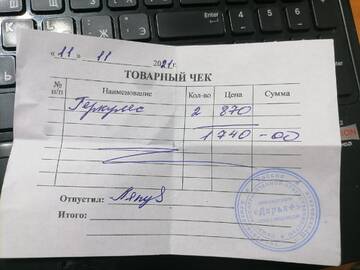 « 11 » 11 2021г.
ТОВАРНЫЙ ЧЕК
№ п/п Наименование Кол-во Цена Сумма
Геркулес 2 870
1740-00
Отпустил:
Итого: